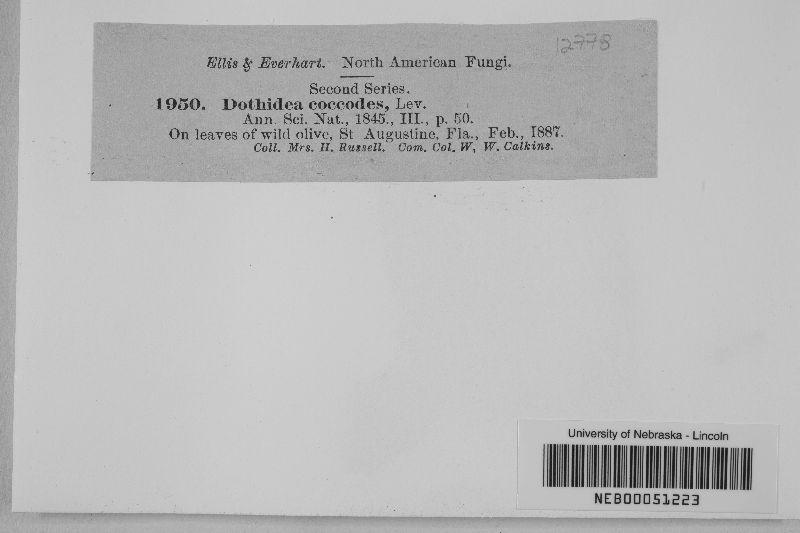 12778
Ellis & Everhart. North American Fungi.
Second Series.
1950. Dothidea coccodes, Lev.
Ann. Sci. Nat., 1845., III., p. 50.
On leaves of wild olive, St Augustine, Fla., Feb., 1887.
Coll. Mrs. H. Russell. Com. Col. W, W. Calkins.
University of Nebraska - Lincoln
NEB00051223